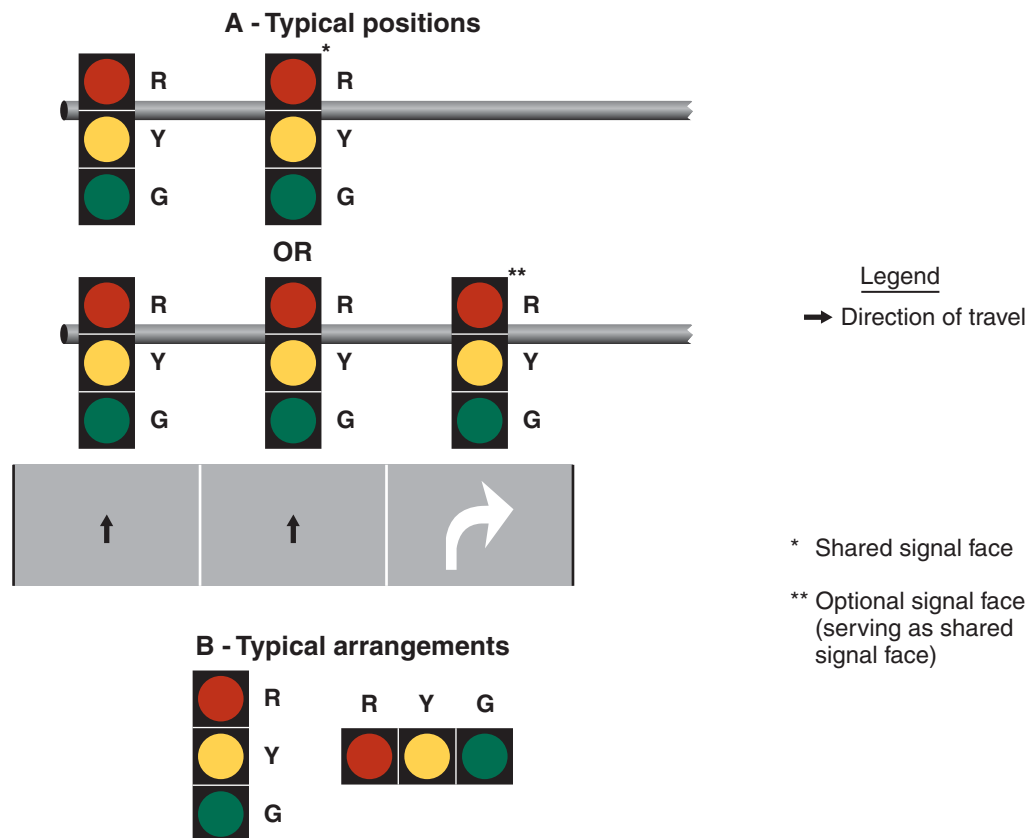 A - Typical positions
*
R
R
Y
Y
G
G
OR
**
R
R
R
Y
Y
Y
G
G
G
Legend
Direction of travel
* Shared signal face
** Optional signal face
(serving as shared
signal face)
B - Typical arrangements
R
Y
G
R Y G